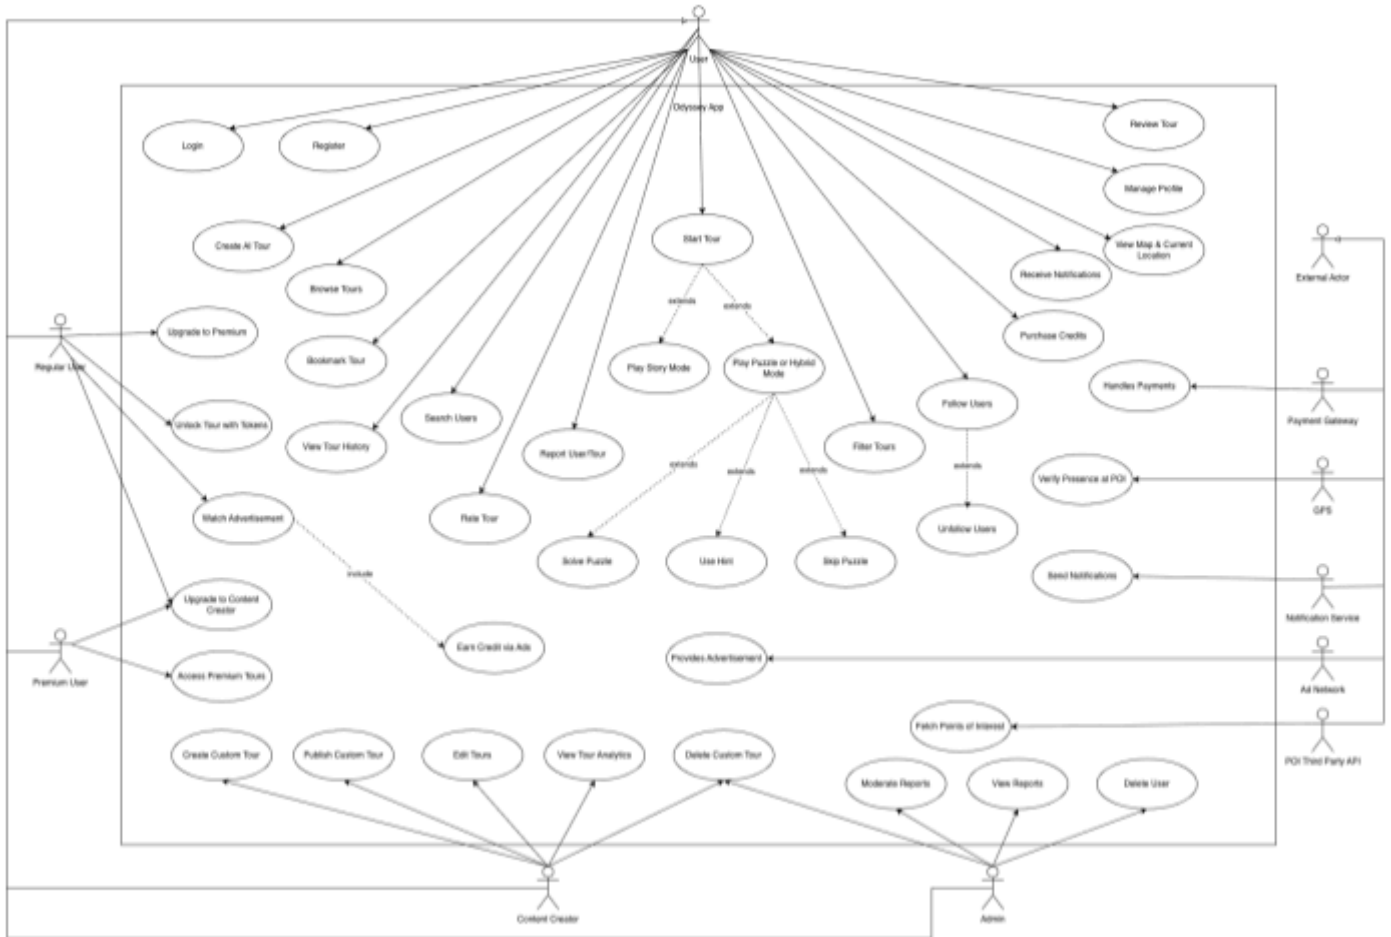 User
Odyssey App
Login
Register
Review Tour
Manage Profile
Create AI Tour
Start Tour
View Map & Current
Location
External Actor
Browse Tours
Receive Notifications
extends
extends
Upgrade to Premium
Purchase Credits
Regular User
Bookmark Tour
Play Story Mode
Play Puzzle or Hybrid
Mode
Handles Payments
Follow Users
Payment Gateway
Unlock Tour with Tokens
Search Users
View Tour History
Report User/Tour
Filter Tours
extends
extends
extends
extends
Verify Presence at POI
GPS
Watch Advertisement
Rate Tour
Unfollow Users
Solve Puzzle
Use Hint
Skip Puzzle
include
Send Notifications
Upgrade to Content
Creator
Notification Service
Earn Credit via Ads
Provides Advertisement
Access Premium Tours
Premium User
Ad Network
Fetch Points of Interest
Create Custom Tour
Publish Custom Tour
Edit Tours
View Tour Analytics
Delete Custom Tour
POI Third Party API
Moderate Reports
View Reports
Delete User
Content Creator
Admin